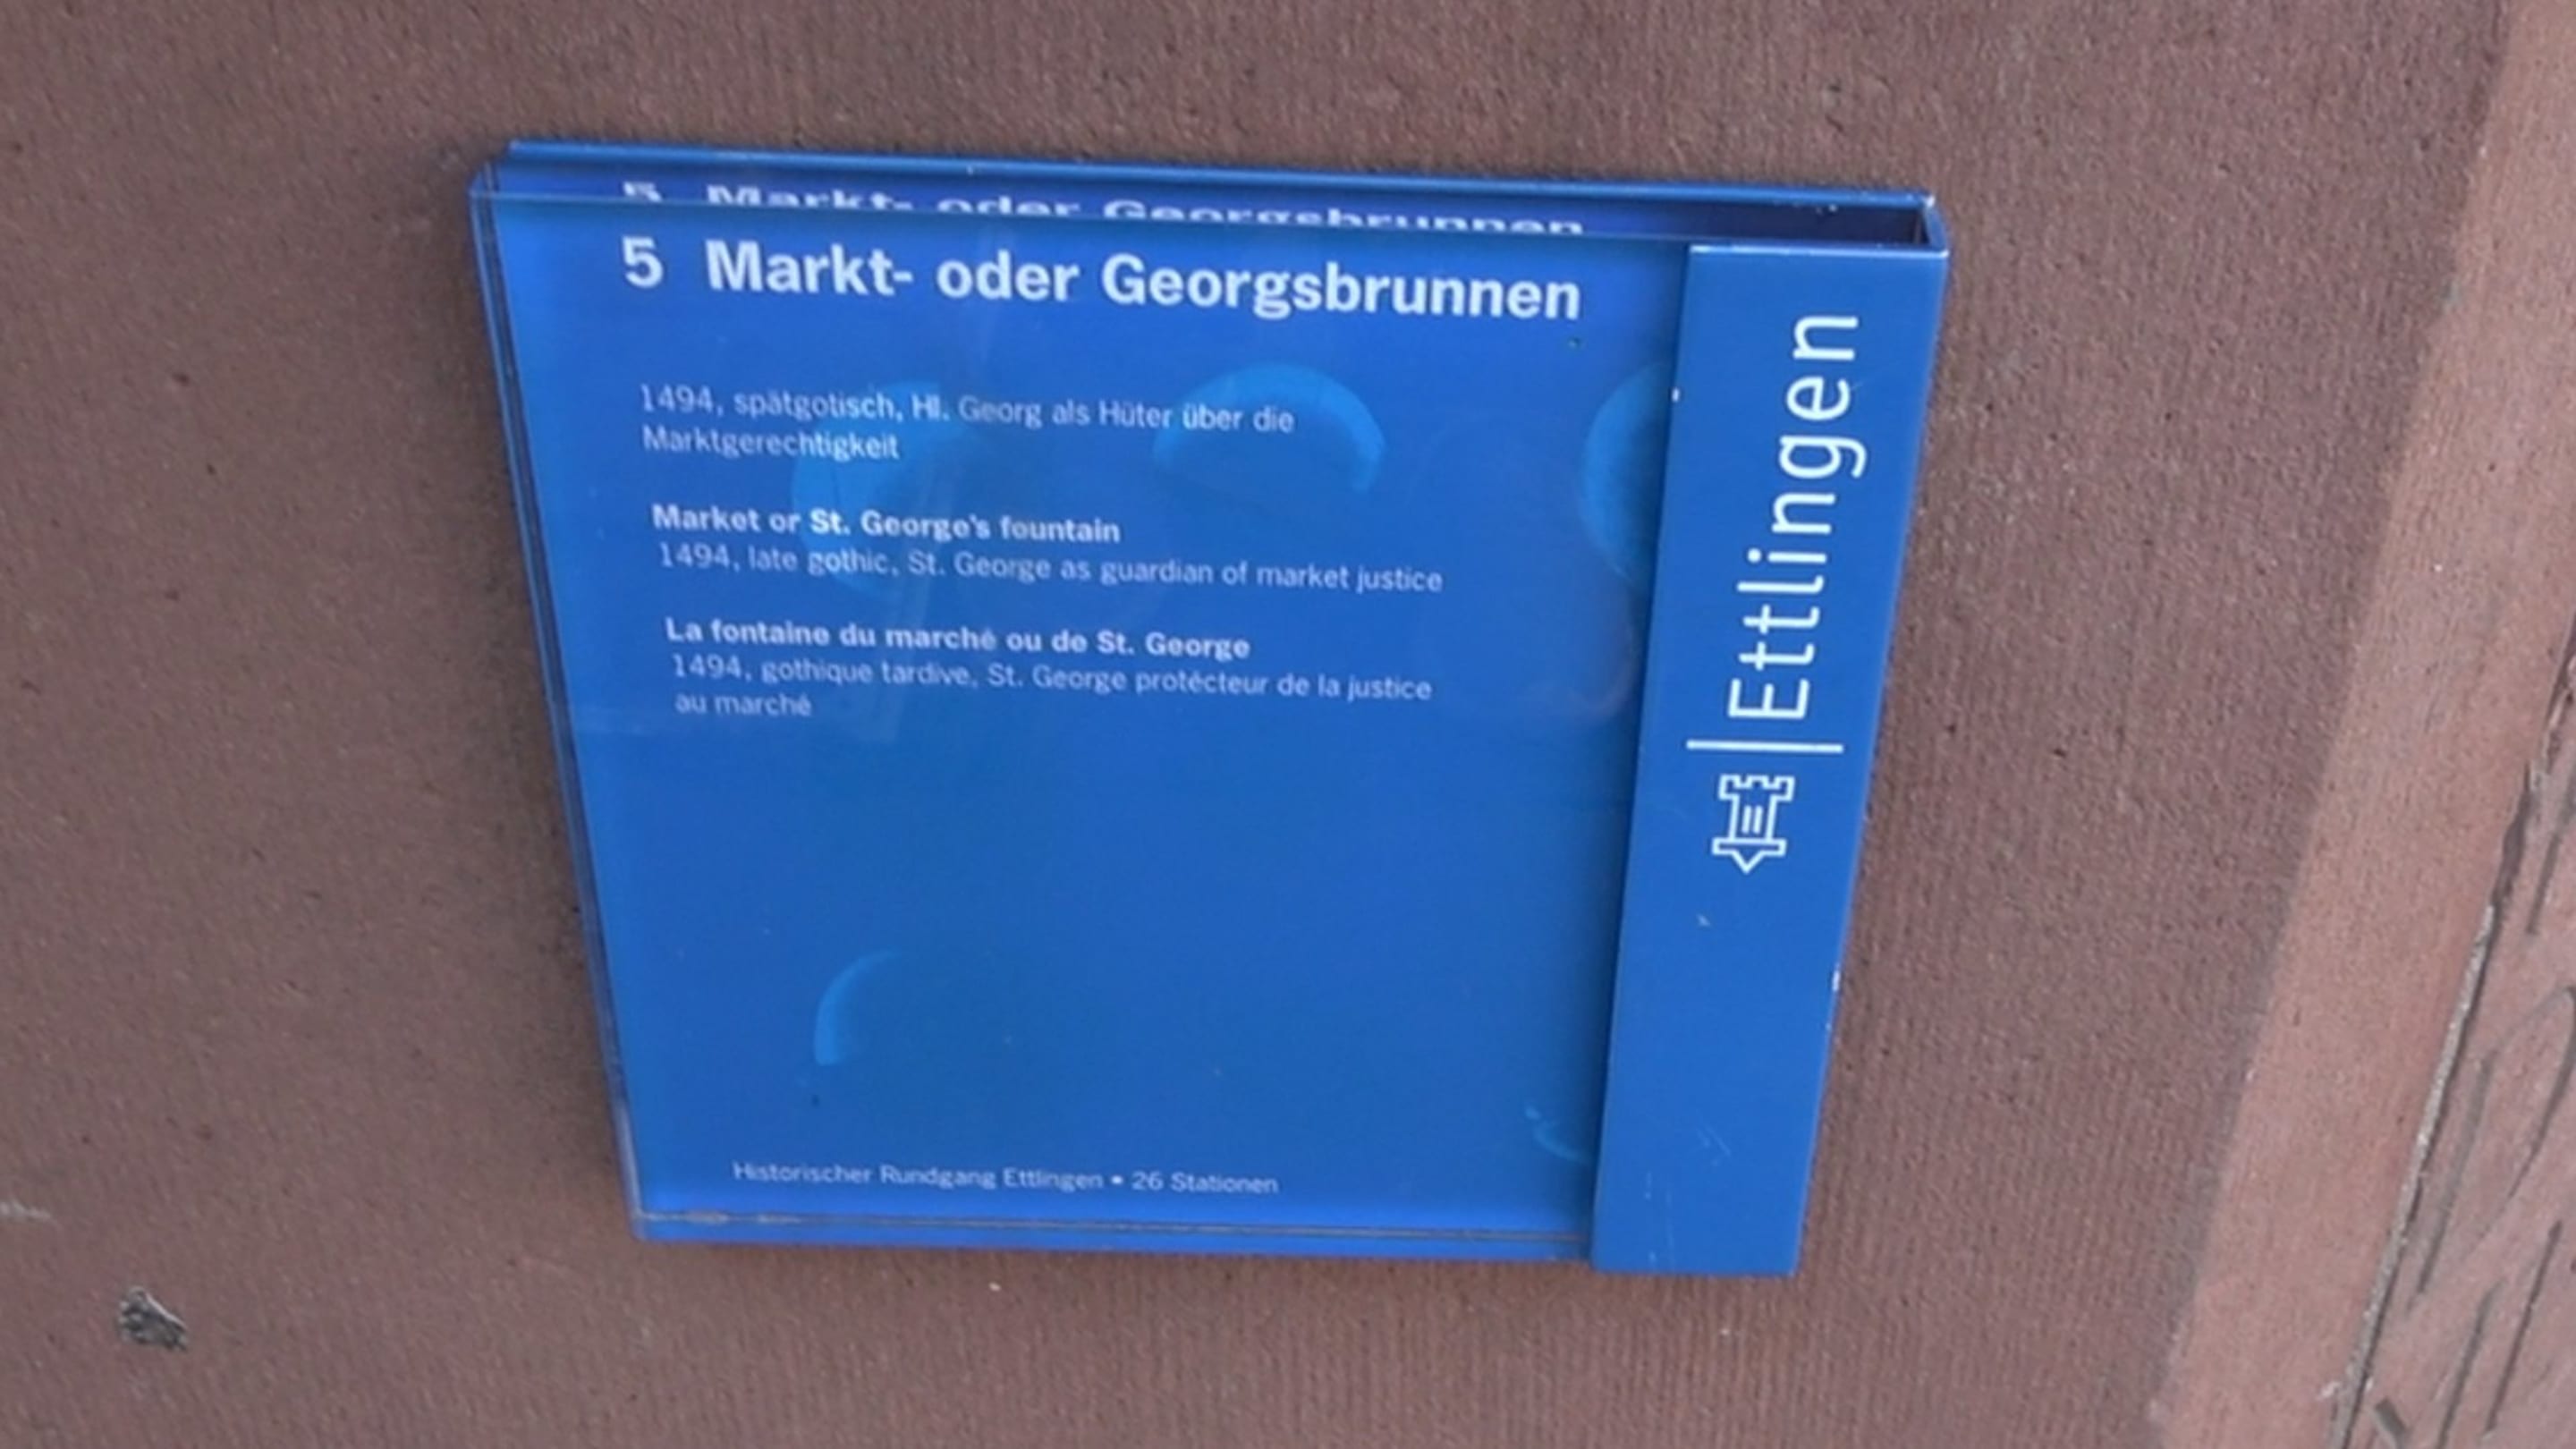 5 Markt- oder Georgsbrunnen
1494, spätgotisch, Hl. Georg als Hüter über die
Marktgerechtigkeit
Market or St. George's fountain
1494, late gothic, St. George as guardian of market justice
La fontaine du marché ou de St. George
1494, gothique tardive, St. George protécteur de la justice
au marché
Historischer Rundgang Ettlingen • 26 Stationen
Ettlingen